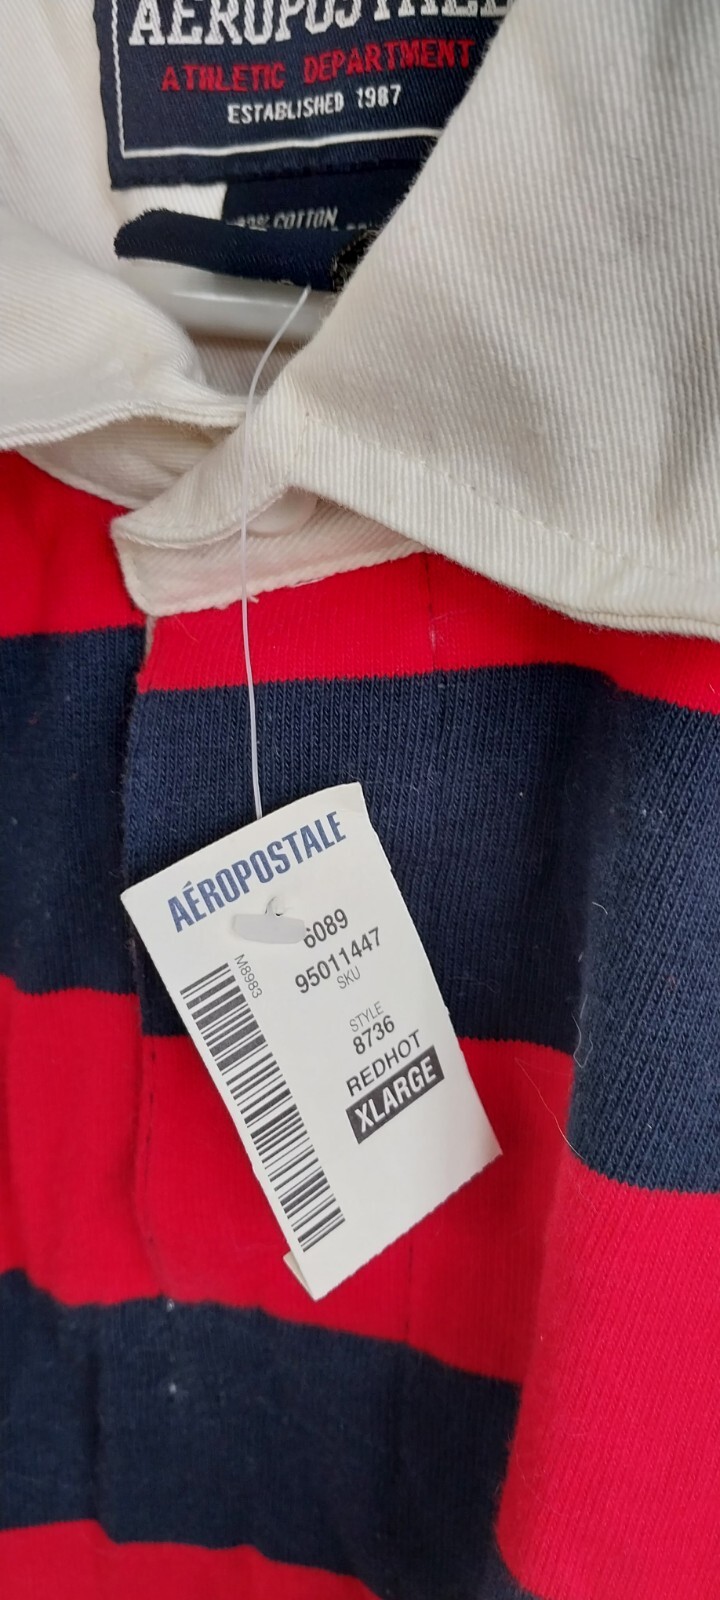 AÉROPOSTALE
ATHLETIC DEPARTMENT
ESTABLISHED 1987
COTTON
AÉROPOSTALE
6089
95011447
SKU
M8983
STYLE
8736
REDHOT
XLARGE